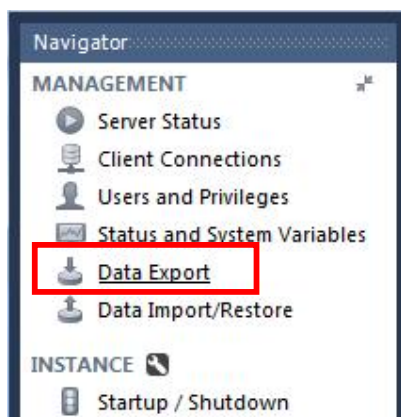 Navigator
MANAGEMENT
Server Status
Client Connections
Users and Privileges
Status and System Variables
Data Export
Data Import/Restore
INSTANCE
Startup / Shutdown